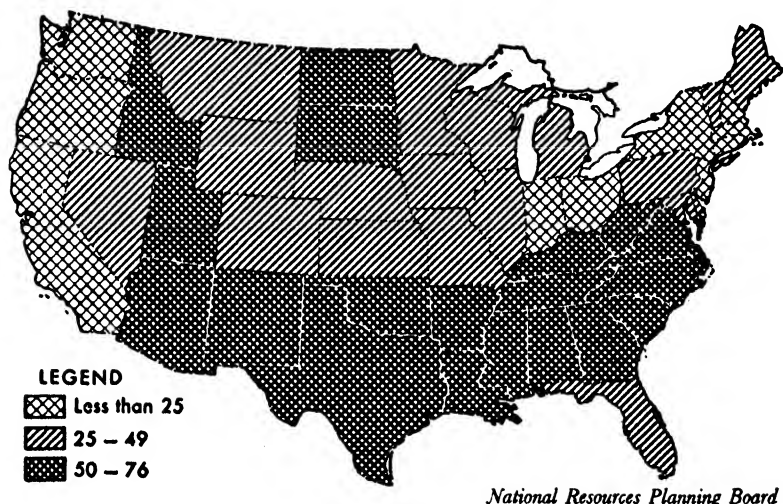 LEGEND
Less than 25
25 – 49
50 – 76
National Resources Planning Board